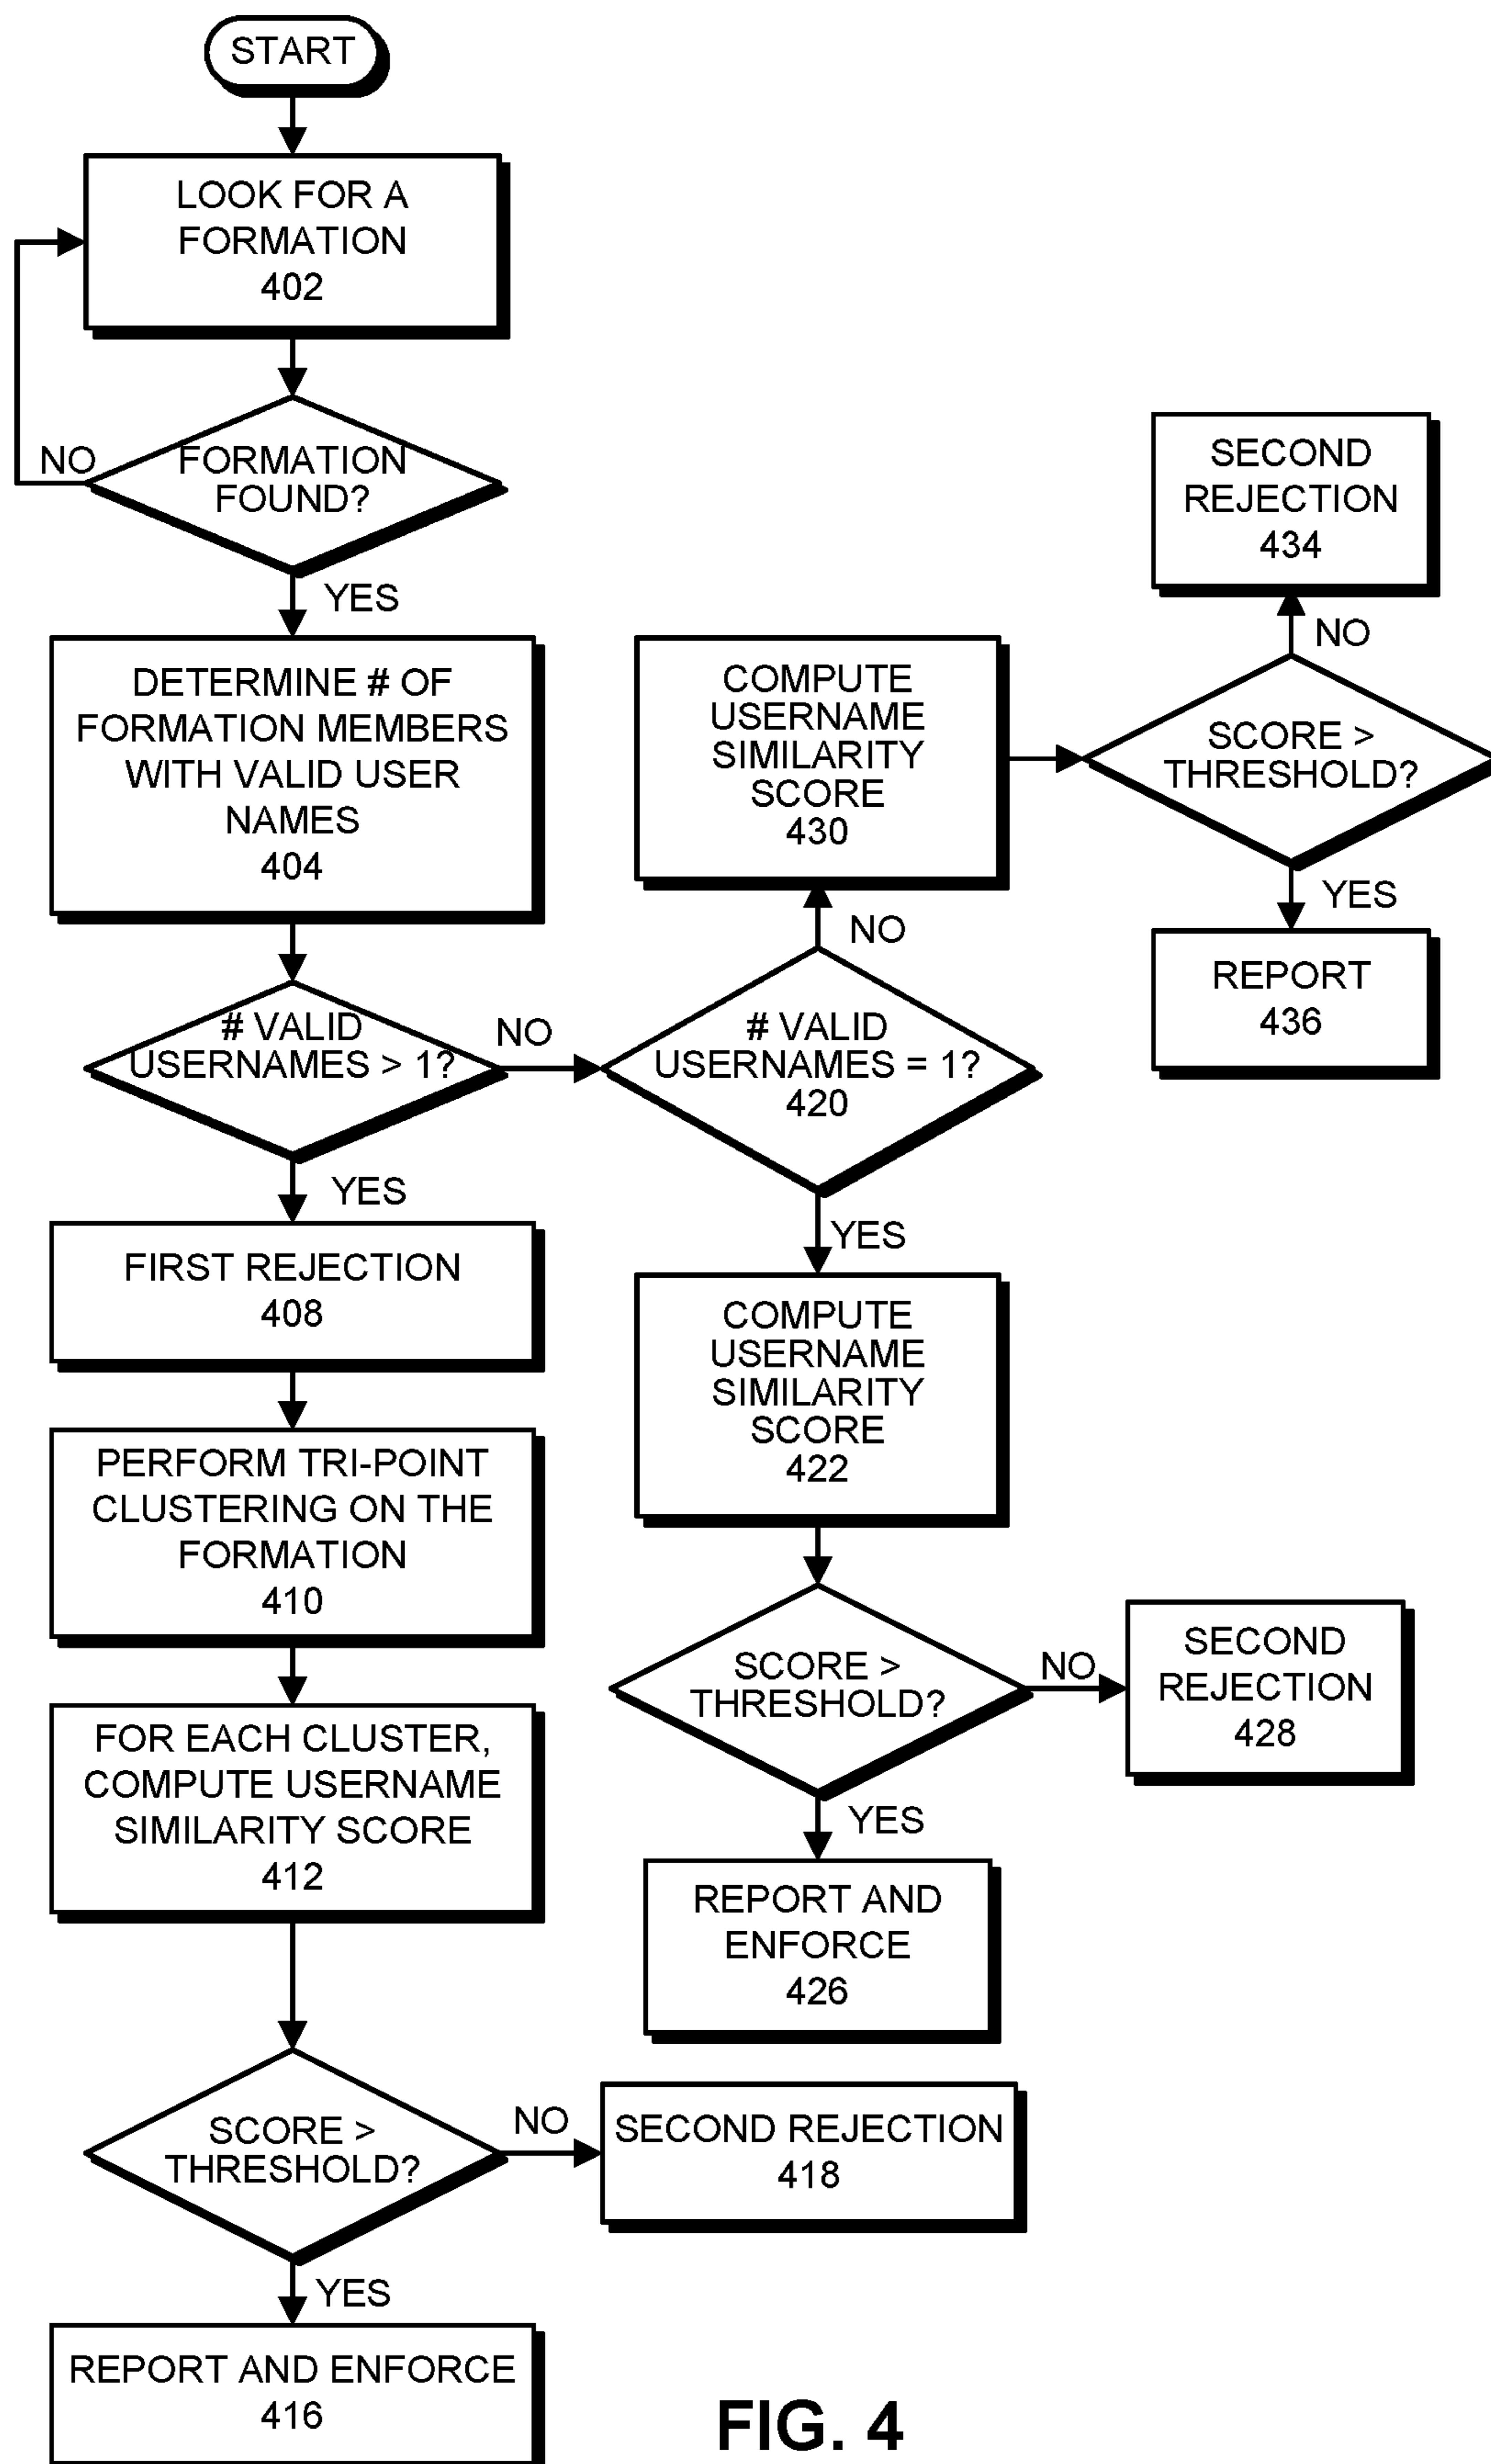 START
LOOK FOR A
FORMATION
402
NO
FORMATION
FOUND?
YES
DETERMINE # OF
FORMATION MEMBERS
WITH VALID USER
NAMES
404
# VALID
USERNAMES > 1?
NO
YES
FIRST REJECTION
408
PERFORM TRI-POINT
CLUSTERING ON THE
FORMATION
410
FOR EACH CLUSTER,
COMPUTE USERNAME
SIMILARITY SCORE
412
SCORE >
THRESHOLD?
NO
SECOND REJECTION
418
YES
REPORT AND ENFORCE
416
# VALID
USERNAMES = 1?
420
NO
COMPUTE
USERNAME
SIMILARITY
SCORE
430
SCORE >
THRESHOLD?
NO
SECOND
REJECTION
434
YES
REPORT
436
YES
COMPUTE
USERNAME
SIMILARITY
SCORE
422
SCORE >
THRESHOLD?
NO
SECOND
REJECTION
428
YES
REPORT AND
ENFORCE
426
FIG. 4